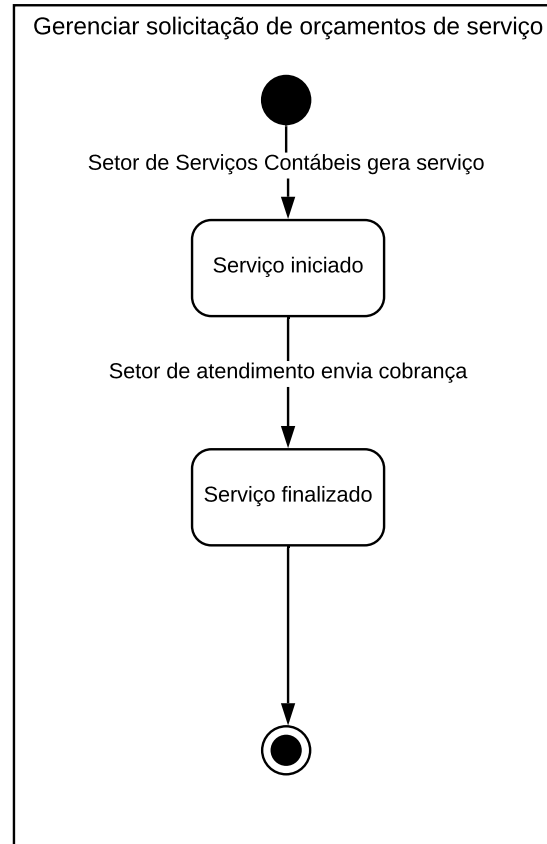 Gerenciar solicitação de orçamentos de serviço
Setor de Serviços Contábeis gera serviço
Serviço iniciado
Setor de atendimento envia cobrança
Serviço finalizado